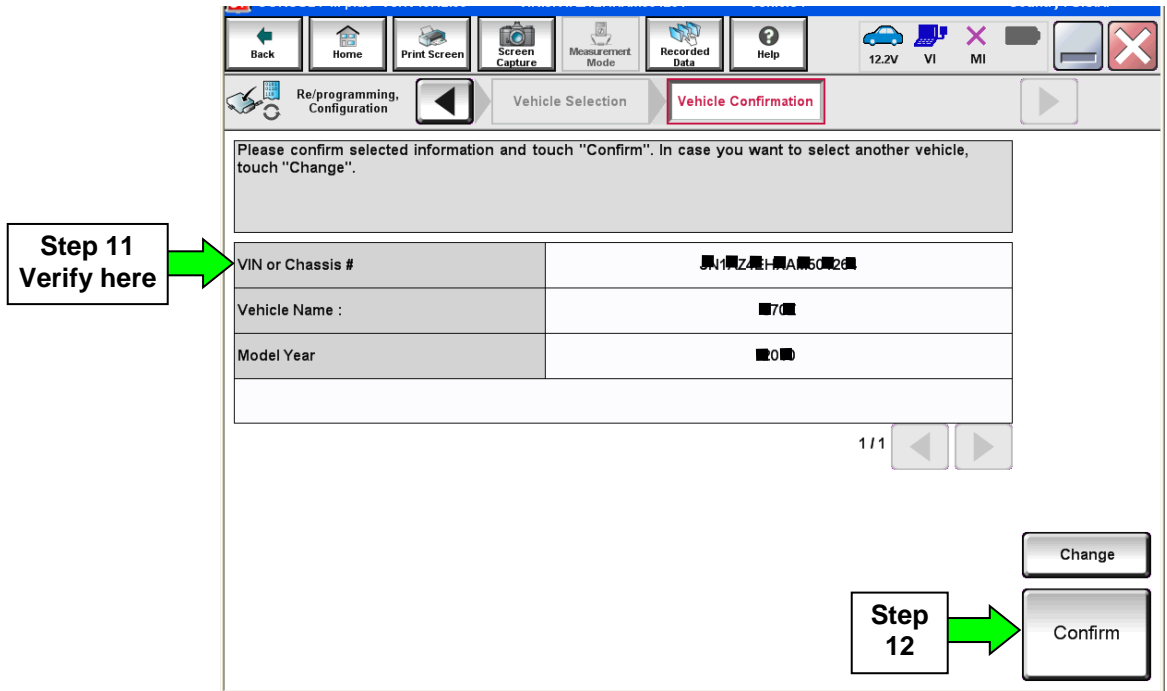 Back
Home
Print Screen
Screen
Capture
Measurement
Mode
Recorded
Data
Help
12.2V
VI
MI
Re/programming,
Configuration
Vehicle Selection
Vehicle Confirmation
Please confirm selected information and touch "Confirm". In case you want to select another vehicle,
touch "Change".
Step 11
Verify here
VIN or Chassis #
Vehicle Name :
Model Year
1/1
Change
Step
12
Confirm